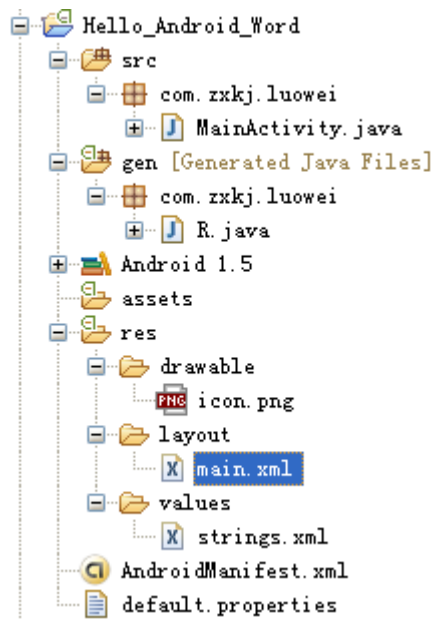 Hello_Android_Word
src
com.zxkj.luowei
MainActivity.java
gen [Generated Java Files]
com.zxkj.luowei
R.java
Android 1.5
assets
res
drawable
PNG icon.png
layout
X main.xml
values
X strings.xml
AndroidManifest.xml
default.properties